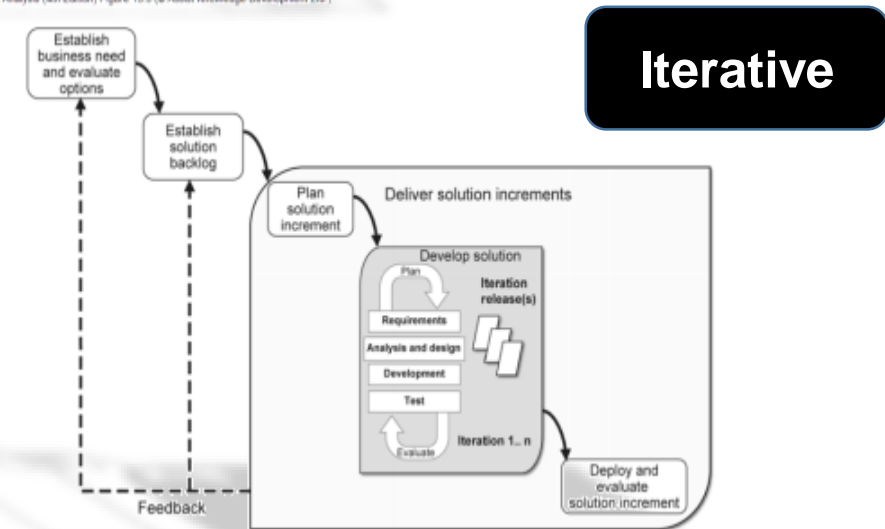 Iterative
Establish
business need
and evaluate
options
Establish
solution
backlog
Plan
solution
increment
Deliver solution increments
Develop solution
Plan
Iteration
release(s)
Requirements
Analysis and design
Development
Test
Evaluate
Iteration 1.. n
Deploy and
evaluate
solution increment
Feedback